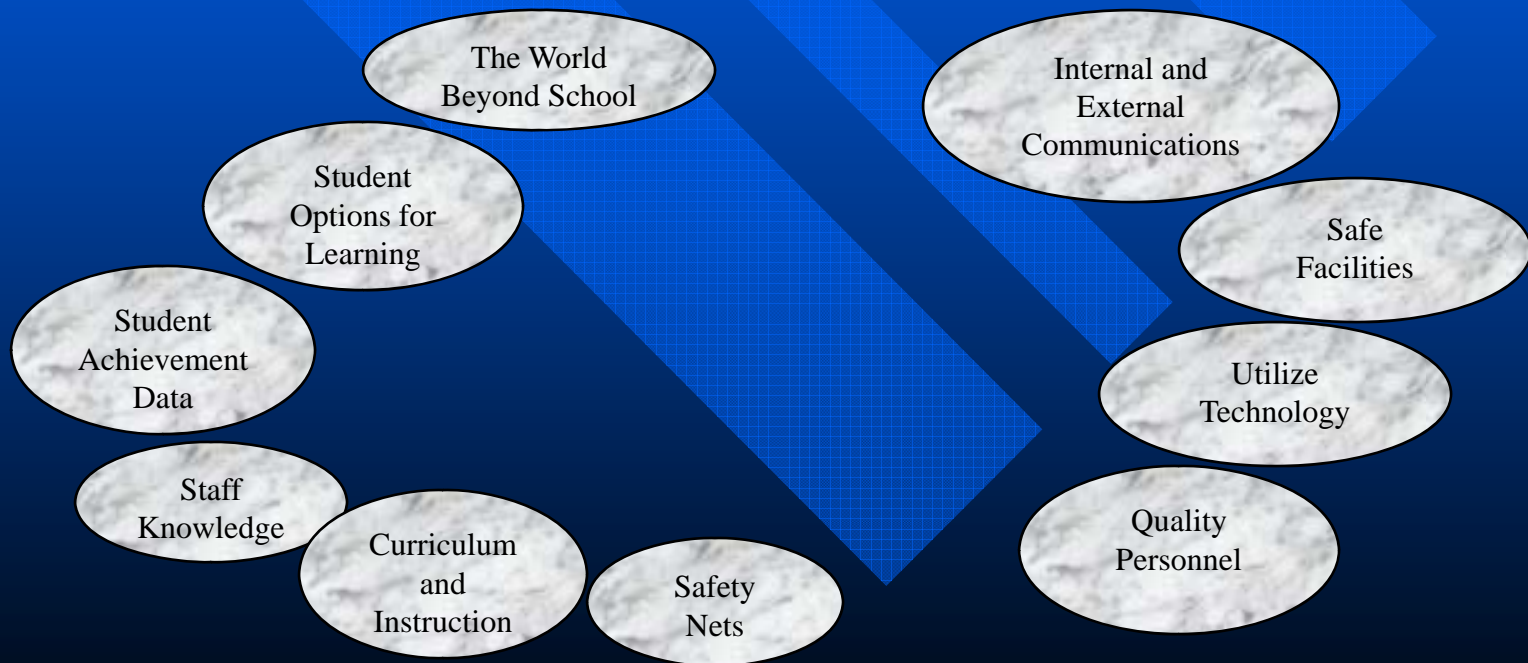 The World
Beyond School
Student
Options for
Learning
Student
Achievement
Data
Staff
Knowledge
Curriculum
and
Instruction
Safety
Nets
Internal and
External
Communications
Safe
Facilities
Utilize
Technology
Quality
Personnel